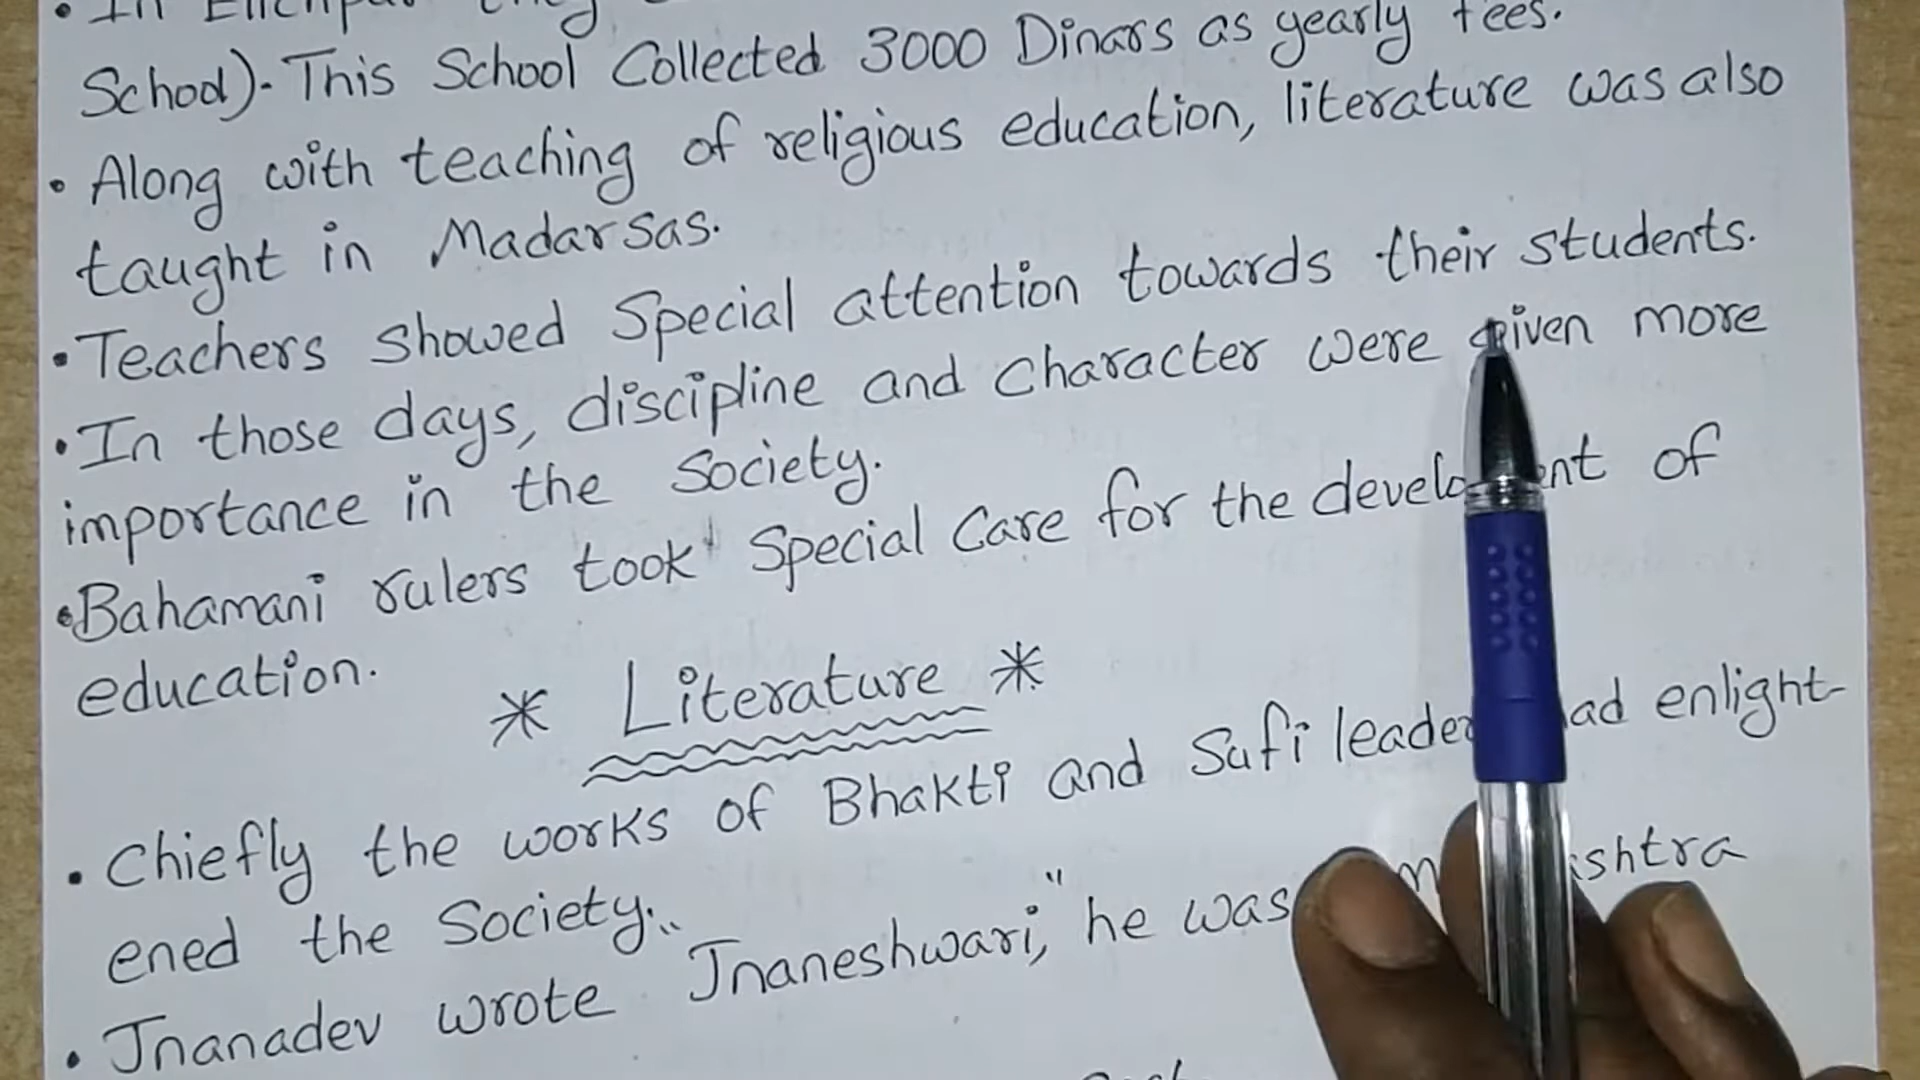 • In
School)- This School Collected 3000 Dinars as yearly fees.
• Along with teaching of religious education, literature was also
taught in Madarsas.
• Teachers showed Special attention towards their students.
• In those days, discipline and character were given more
importance in the Society.
• Bahamani rulers took Special Care for the of
education.
* Literature *
• Chiefly the works of Bhakti and Sufi enlight-
ened the Society.
• Jnanadev wrote "Jnaneshwari," he was